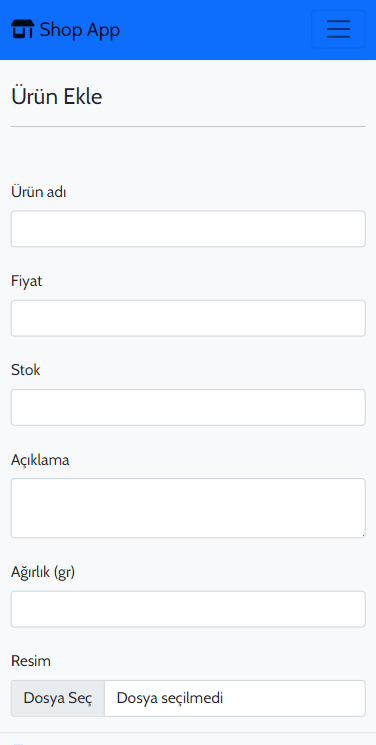 Shop App
Ürün Ekle
Ürün adı
Fiyat
Stok
Açıklama
Ağırlık (gr)
Resim
Dosya Seç Dosya seçilmedi